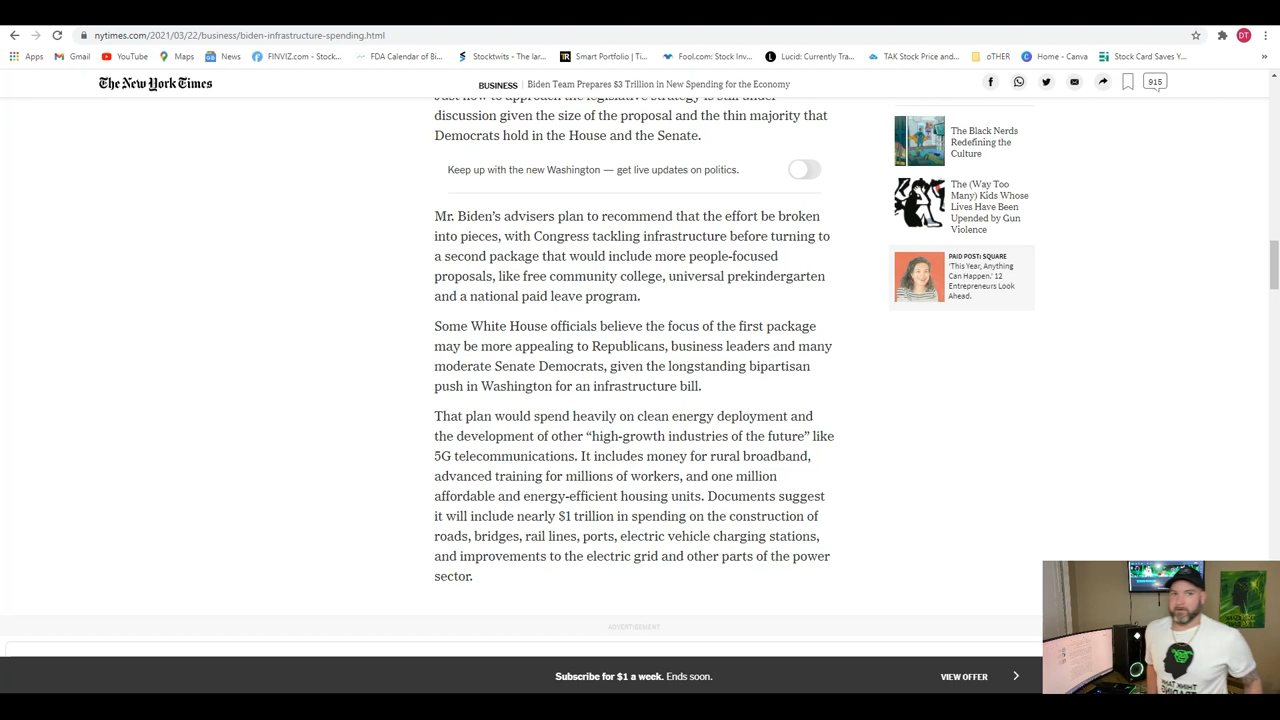 nytimes.com/2021/03/22/business/biden-infrastructure-spending.html
DT
Apps
Gmail
YouTube
Maps
News
FINVIZ.com - Stock...
FDA Calendar of Bi...
Stocktwits - The lar...
Smart Portfolio | Ti...
Fool.com: Stock Inv...
Lucid: Currently Tra...
TAK Stock Price and...
oTHER
Home - Canva
Stock Card Saves Y...
»
The New York Times
BUSINESS | Biden Team Prepares $3 Trillion in New Spending for the Economy
915
Just how to approach the legislative strategy is still under
discussion given the size of the proposal and the thin majority that
Democrats hold in the House and the Senate.
Keep up with the new Washington — get live updates on politics.
Mr. Biden's advisers plan to recommend that the effort be broken
into pieces, with Congress tackling infrastructure before turning to
a second package that would include more people-focused
proposals, like free community college, universal prekindergarten
and a national paid leave program.
Some White House officials believe the focus of the first package
may be more appealing to Republicans, business leaders and many
moderate Senate Democrats, given the longstanding bipartisan
push in Washington for an infrastructure bill.
That plan would spend heavily on clean energy deployment and
the development of other “high-growth industries of the future” like
5G telecommunications. It includes money for rural broadband,
advanced training for millions of workers, and one million
affordable and energy-efficient housing units. Documents suggest
it will include nearly $1 trillion in spending on the construction of
roads, bridges, rail lines, ports, electric vehicle charging stations,
and improvements to the electric grid and other parts of the power
sector.
The Black Nerds
Redefining the
Culture
The (Way Too
Many) Kids Whose
Lives Have Been
Upended by Gun
Violence
PAID POST: SQUARE
'This Year, Anything
Can Happen.' 12
Entrepreneurs Look
Ahead.
ADVERTISEMENT
Subscribe for $1 a week. Ends soon.
VIEW OFFER